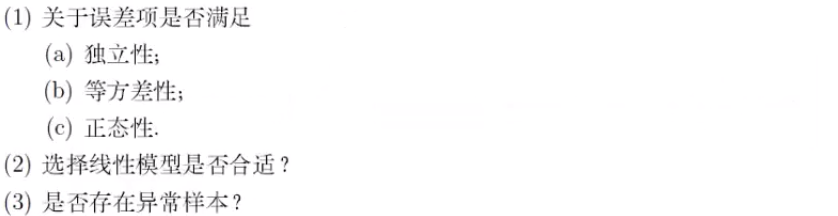 (1) 关于误差项是否满足
(a) 独立性;
(b) 等方差性;
(c) 正态性.
(2) 选择线性模型是否合适?
(3) 是否存在异常样本?